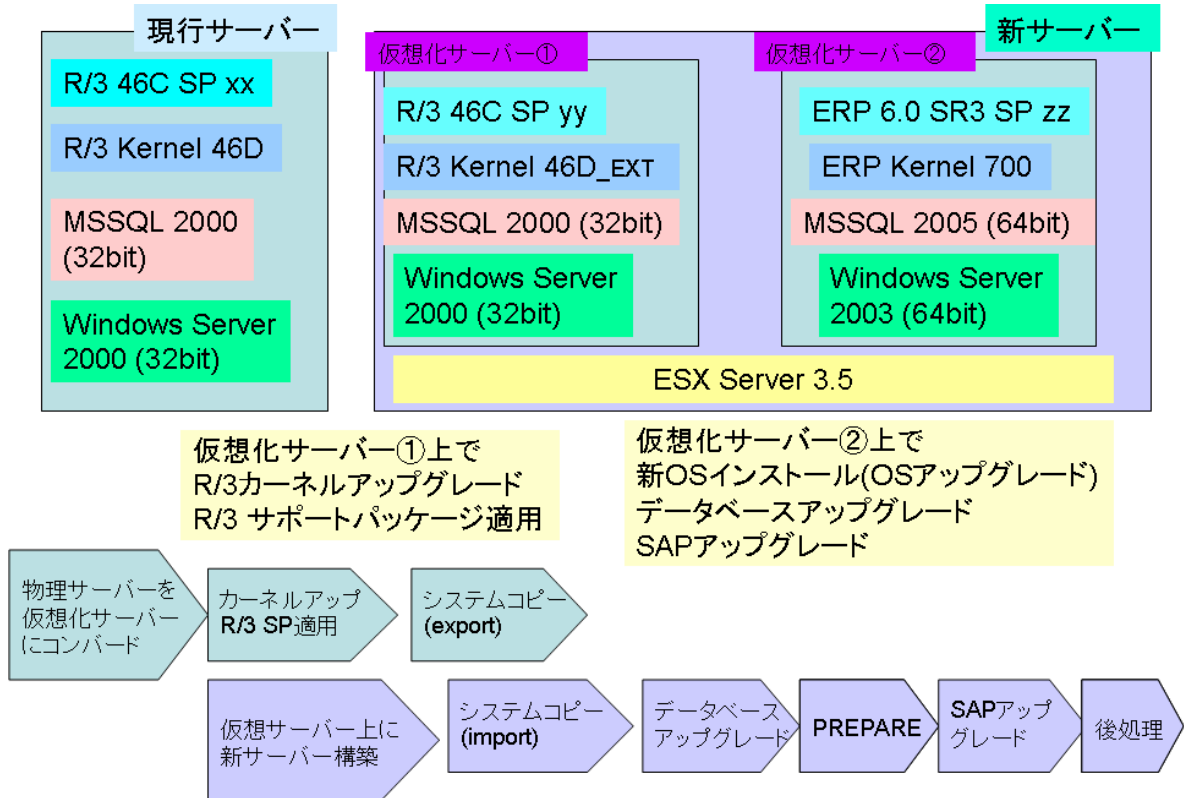 現行サーバー
R/3 46C SP xx
R/3 Kernel 46D
MSSQL 2000
(32bit)
Windows Server
2000 (32bit)
新サーバー
仮想化サーバー①
R/3 46C SP yy
R/3 Kernel 46D_EXT
MSSQL 2000 (32bit)
Windows Server
2000 (32bit)
仮想化サーバー②
ERP 6.0 SR3 SP zz
ERP Kernel 700
MSSQL 2005 (64bit)
Windows Server
2003 (64bit)
ESX Server 3.5
仮想化サーバー①上で
R/3カーネルアップグレード
R/3 サポートパッケージ適用
仮想化サーバー②上で
新OSインストール(OSアップグレード)
データベースアップグレード
SAPアップグレード
物理サーバーを
仮想化サーバー
にコンバード
カーネルアップ
R/3 SP適用
システムコピー
(export)
仮想サーバー上に
新サーバー構築
システムコピー
(import)
データベース
アップグレード
PREPARE
SAPアップ
グレード
後処理